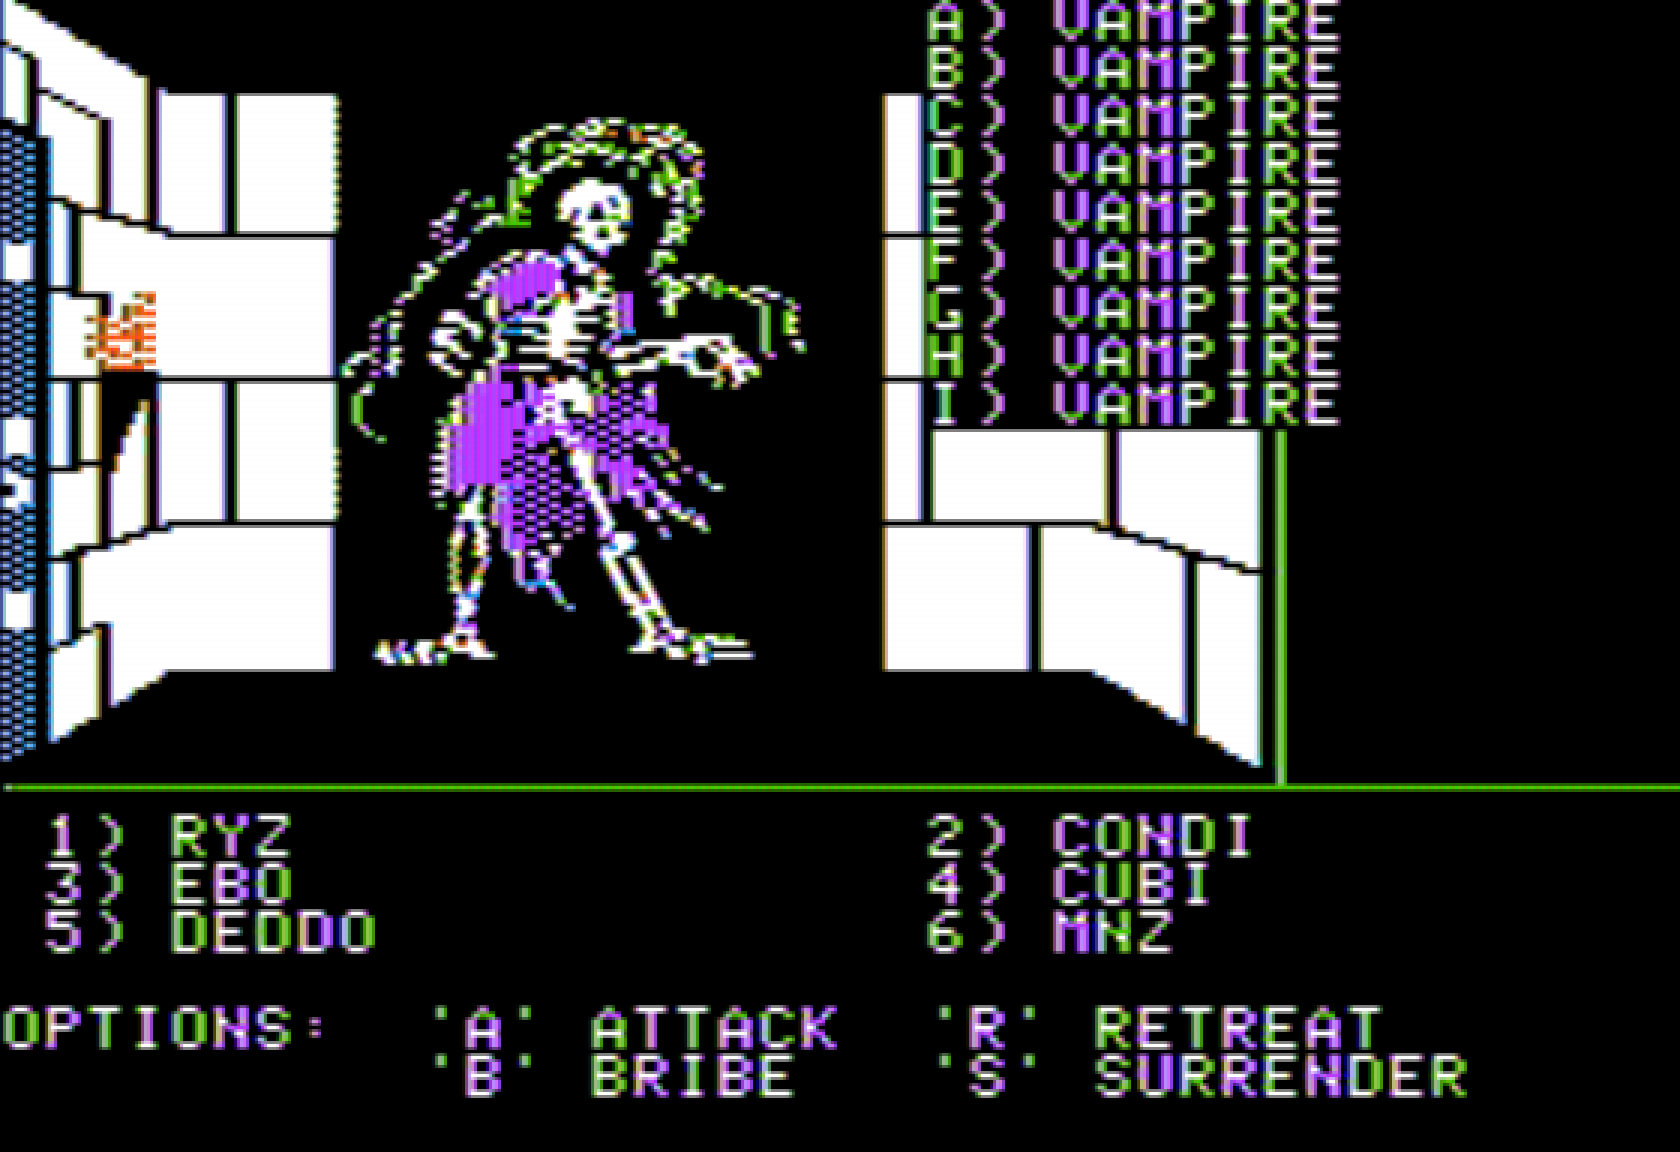 A) VAMPIRE
B) VAMPIRE
C) VAMPIRE
D) VAMPIRE
E) VAMPIRE
F) VAMPIRE
G) VAMPIRE
H) VAMPIRE
I) VAMPIRE
1) RYZ 2) CONDI
3) EBO 4) CUBI
5) DEDDO 6) MNZ
OPTIONS: 'A' ATTACK 'R' RETREAT
'B' BRIBE 'S' SURRENDER